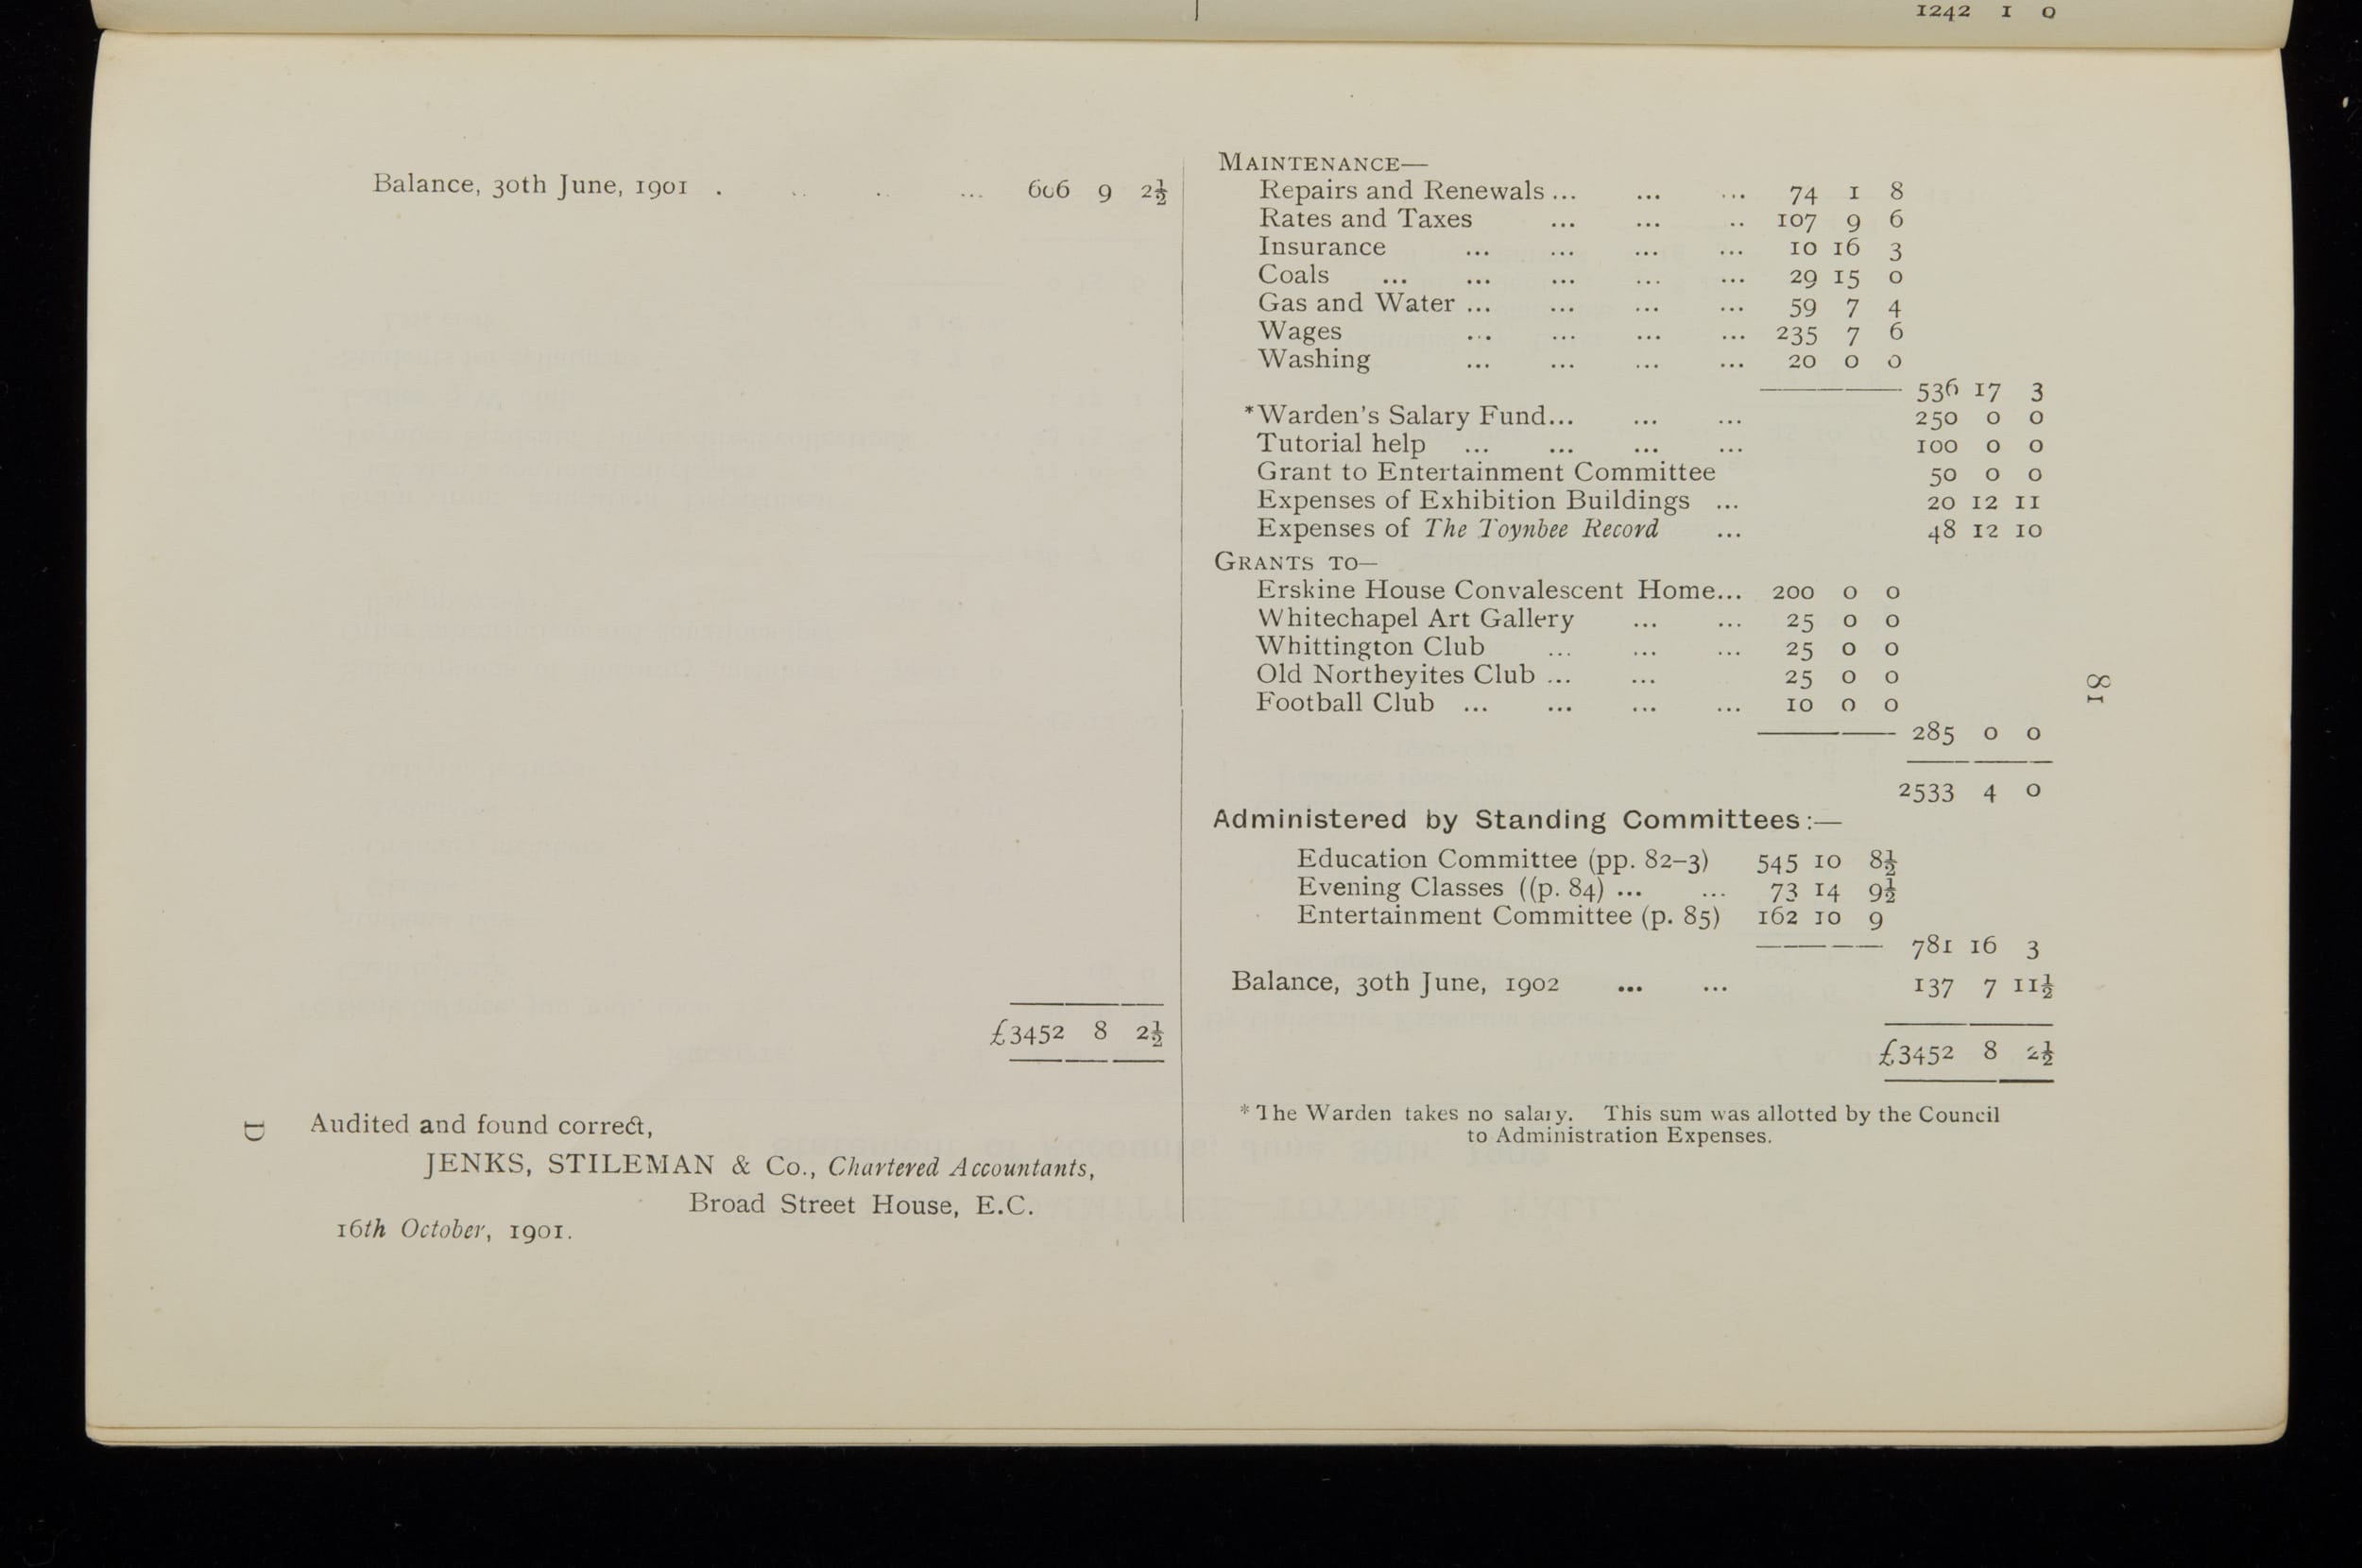 1242 1 0
Balance, 30th June, 1901 . .. .. ... 606 9 2½
£3452 8 2½
Audited and found correct,
JENKS, STILEMAN & Co., Chartered Accountants,
Broad Street House, E.C.
16th October, 1901.
D
MAINTENANCE—
Repairs and Renewals ... ... ... 74 1 8
Rates and Taxes ... ... .. 107 9 6
Insurance ... ... ... ... 10 16 3
Coals ... ... ... ... ... 29 15 0
Gas and Water ... ... ... ... 59 7 4
Wages ... ... ... ... 235 7 6
Washing ... ... ... ... 20 0 0
536 17 3
*Warden's Salary Fund... ... ... 250 0 0
Tutorial help ... ... ... ... 100 0 0
Grant to Entertainment Committee 50 0 0
Expenses of Exhibition Buildings ... 20 12 11
Expenses of The Toynbee Record ... 48 12 10
GRANTS TO—
Erskine House Convalescent Home... 200 0 0
Whitechapel Art Gallery ... ... 25 0 0
Whittington Club ... ... ... 25 0 0
Old Northeyites Club ... ... 25 0 0
Football Club ... ... ... ... 10 0 0
285 0 0
2533 4 0
Administered by Standing Committees :—
Education Committee (pp. 82-3) 545 10 8½
Evening Classes ((p. 84) ... ... 73 14 9½
Entertainment Committee (p. 85) 162 10 9
781 16 3
Balance, 30th June, 1902 ... ... 137 7 11½
£3452 8 2½
* The Warden takes no salary. This sum was allotted by the Council
to Administration Expenses.
81